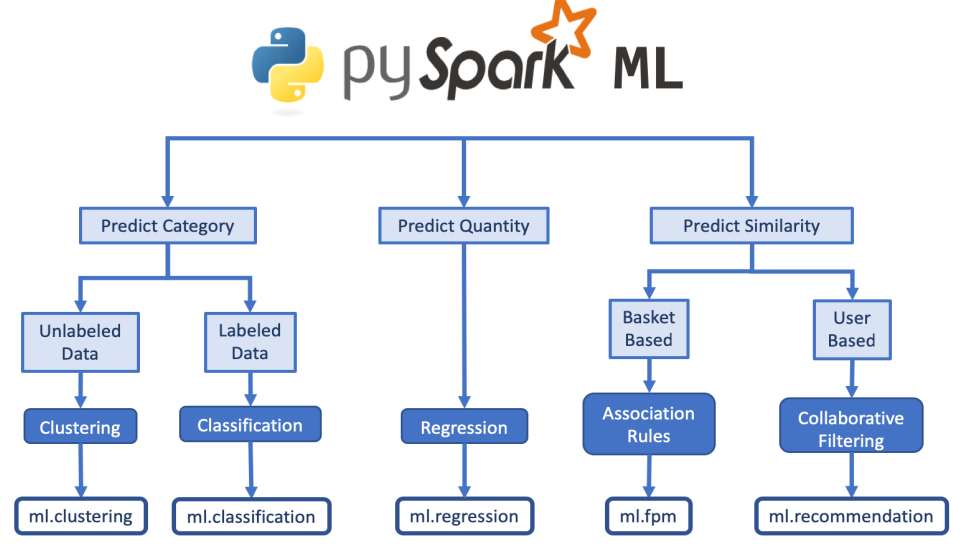 pySpark ML
Predict Category
Predict Quantity
Predict Similarity
Unlabeled
Data
Labeled
Data
Basket
Based
User
Based
Clustering
Classification
Regression
Association
Rules
Collaborative
Filtering
ml.clustering
ml.classification
ml.regression
ml.fpm
ml.recommendation